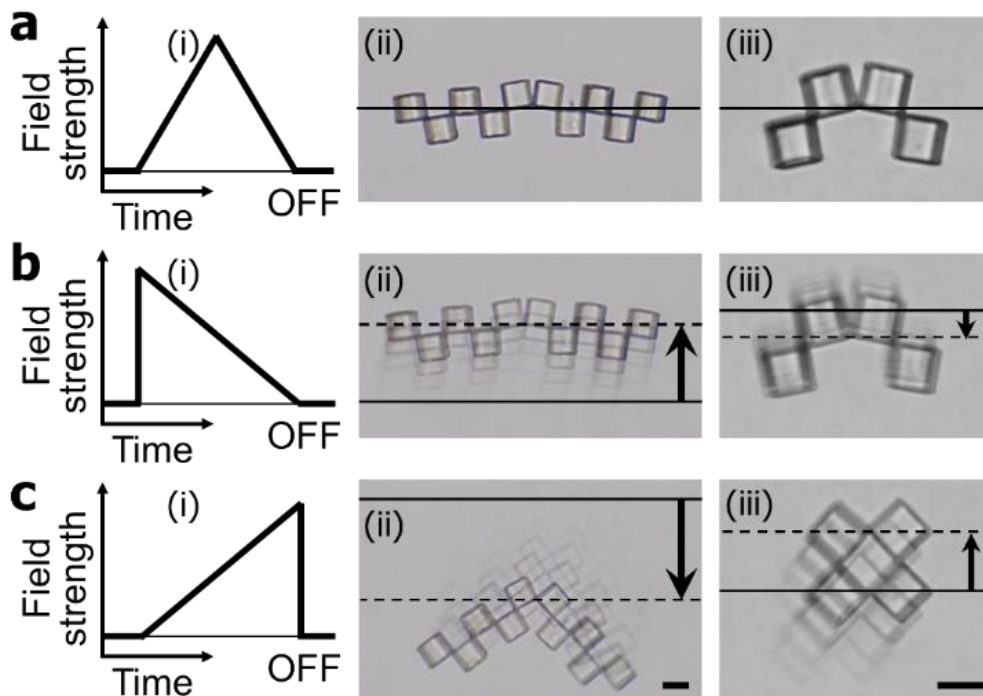 a
(i)
Field
strength
Time
OFF
(ii)
(iii)
b
(i)
Field
strength
Time
OFF
(ii)
(iii)
c
(i)
Field
strength
Time
OFF
(ii)
(iii)